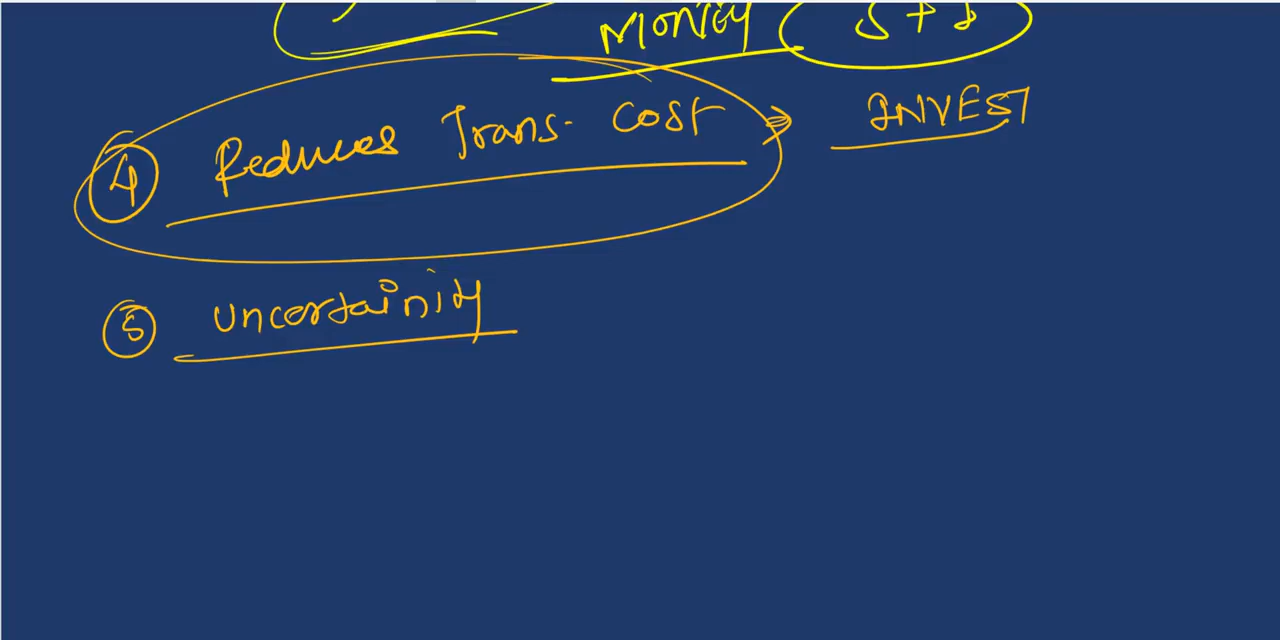 Money S + I
④ Reduces Trans. Cost → INVEST
⑤ Uncertainity